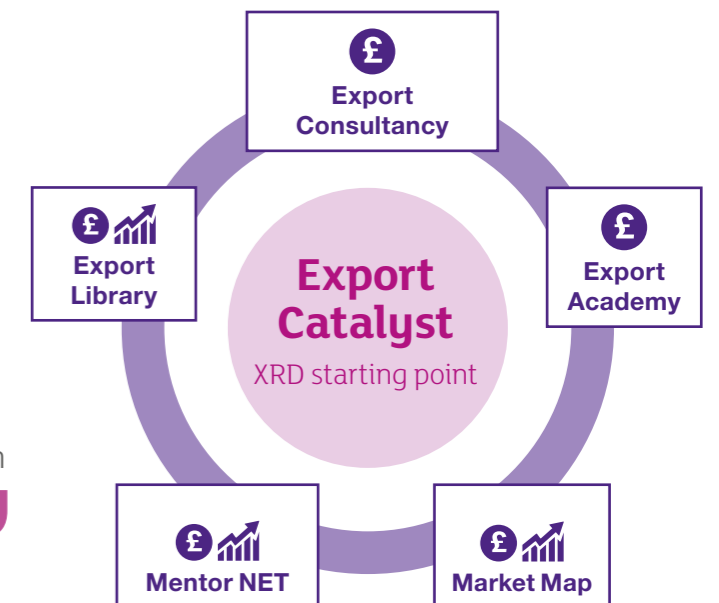 £
Export
Consultancy
£
Export
Library
£
Export
Academy
Export
Catalyst
XRD starting point
£
Mentor NET
£
Market Map